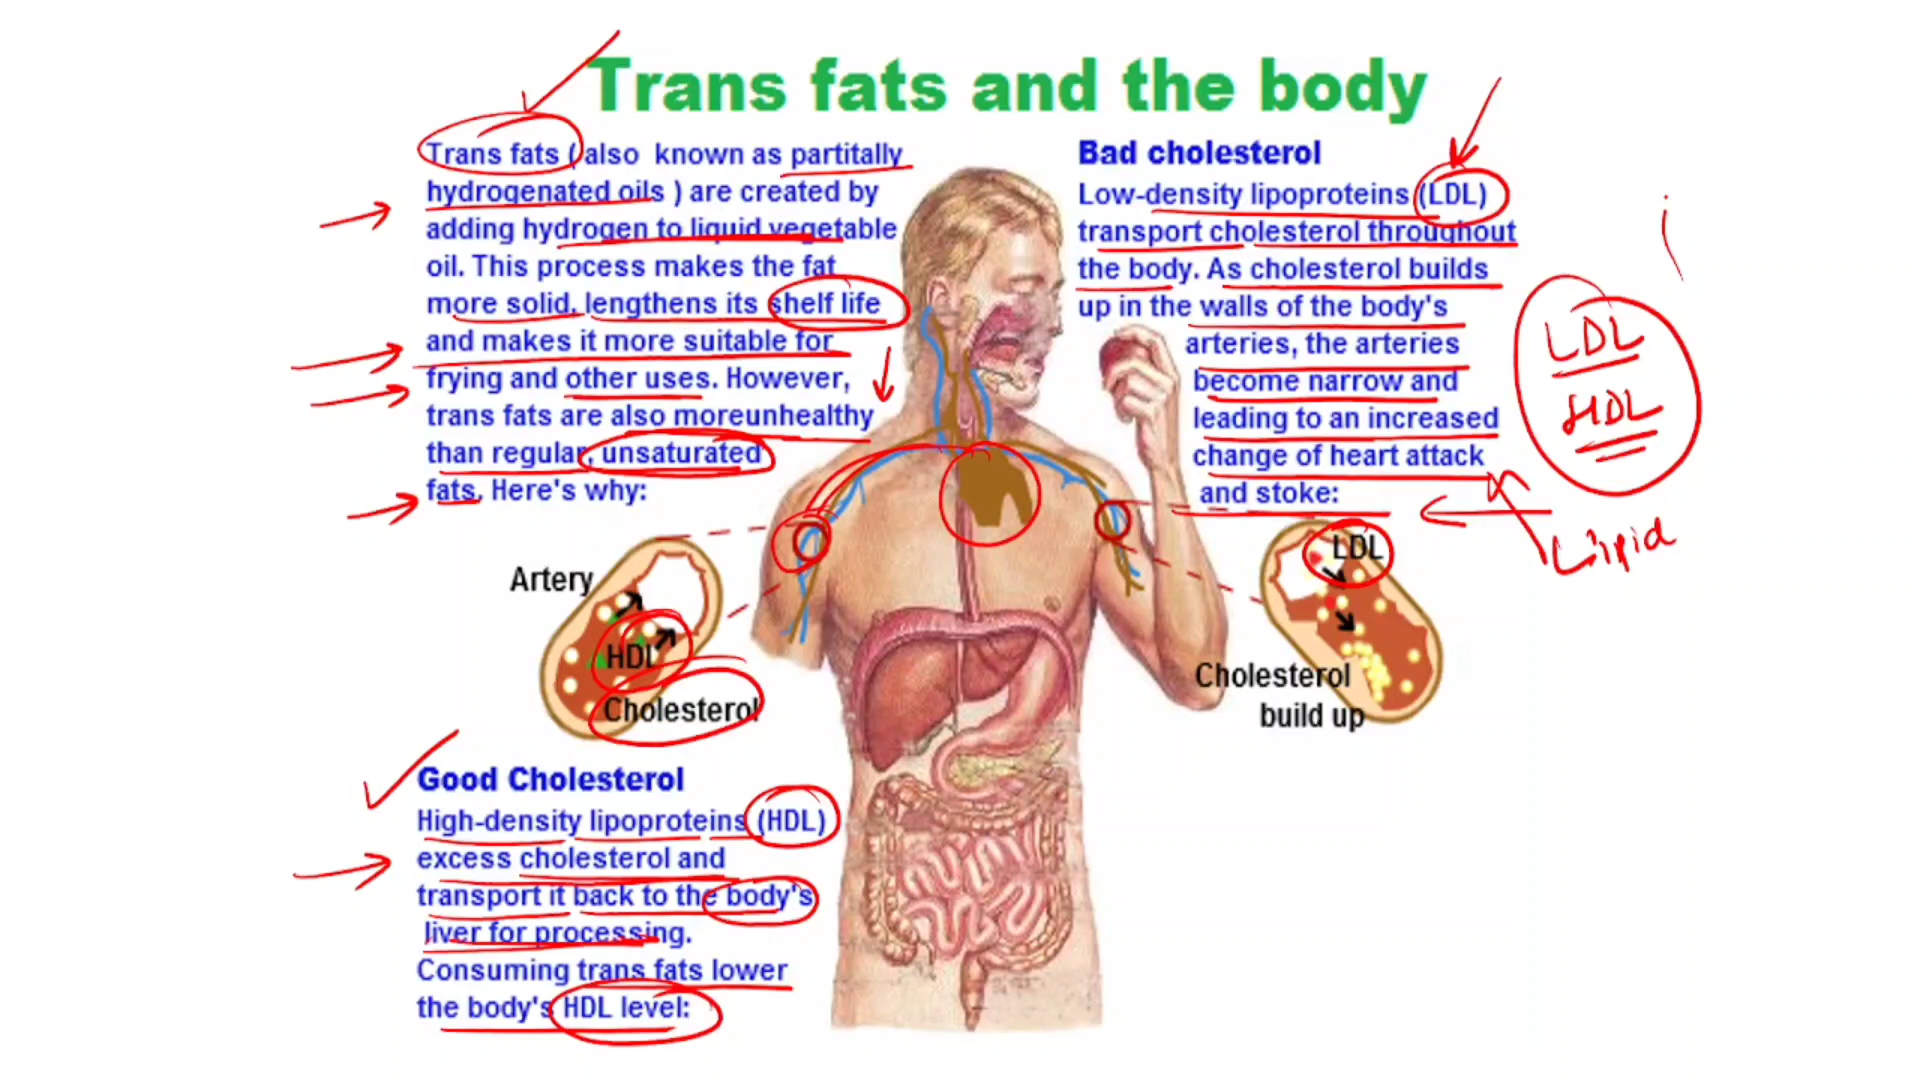 Trans fats and the body
Trans fats ( also known as partitally
hydrogenated oils ) are created by
adding hydrogen to liquid vegetable
oil. This process makes the fat
more solid, lengthens its shelf life
and makes it more suitable for
frying and other uses. However,
trans fats are also moreunhealthy
than regular, unsaturated
fats. Here's why:
Bad cholesterol
Low-density lipoproteins (LDL)
transport cholesterol throughout
the body. As cholesterol builds
up in the walls of the body's
arteries, the arteries
become narrow and
leading to an increased
change of heart attack
and stoke:
LDL
HDL
Lipid
Artery
HDL
Cholesterol
LDL
Cholesterol
build up
Good Cholesterol
High-density lipoproteins (HDL)
excess cholesterol and
transport it back to the body's
liver for processing.
Consuming trans fats lower
the body's HDL level: